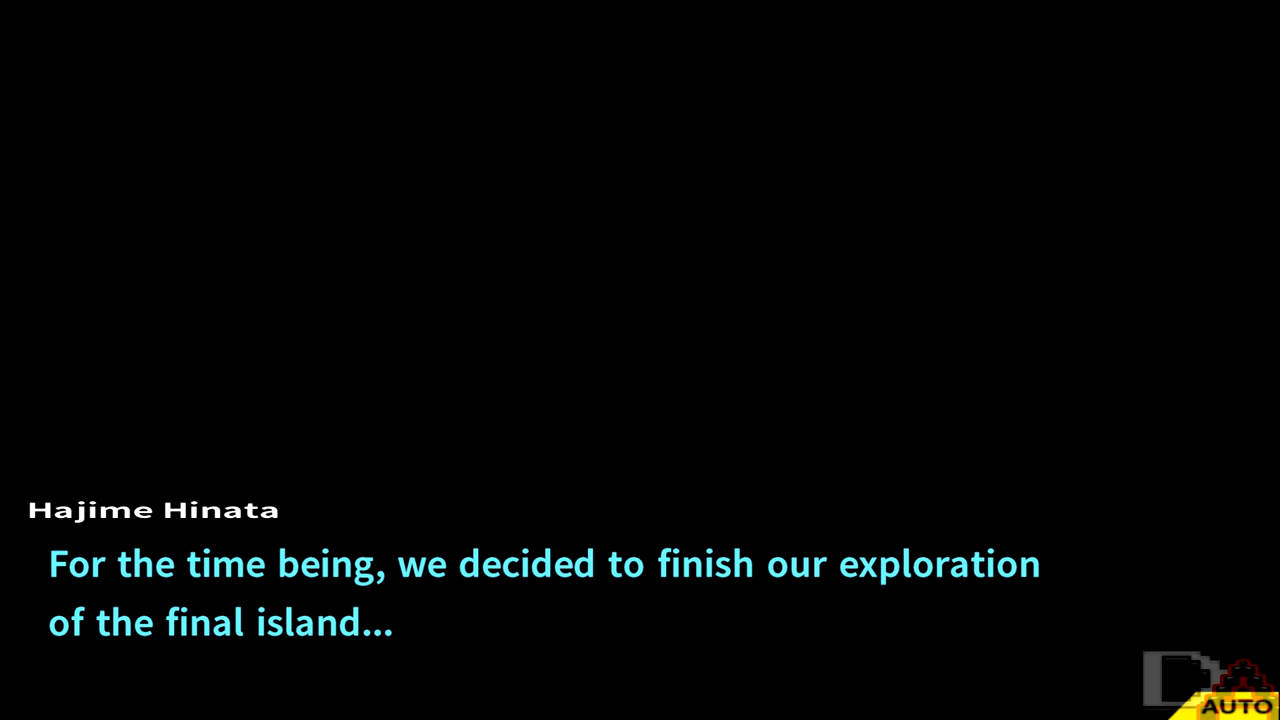 Hajime Hinata
For the time being, we decided to finish our exploration
of the final island...
AUTO